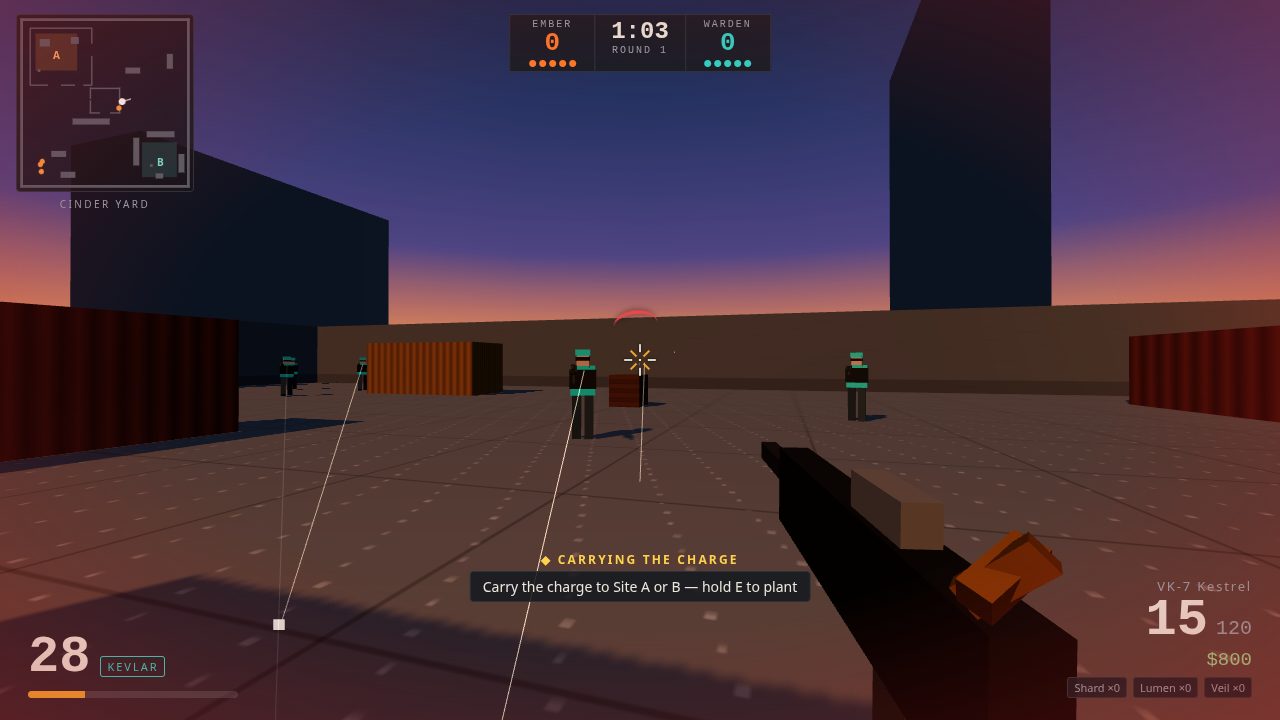 EMBER
0
1:03
ROUND 1
WARDEN
0
A
B
CINDER YARD
◆ CARRYING THE CHARGE
Carry the charge to Site A or B — hold E to plant
28 KEVLAR
VK-7 Kestrel
15 120
$800
Shard ×0 Lumen ×0 Veil ×0